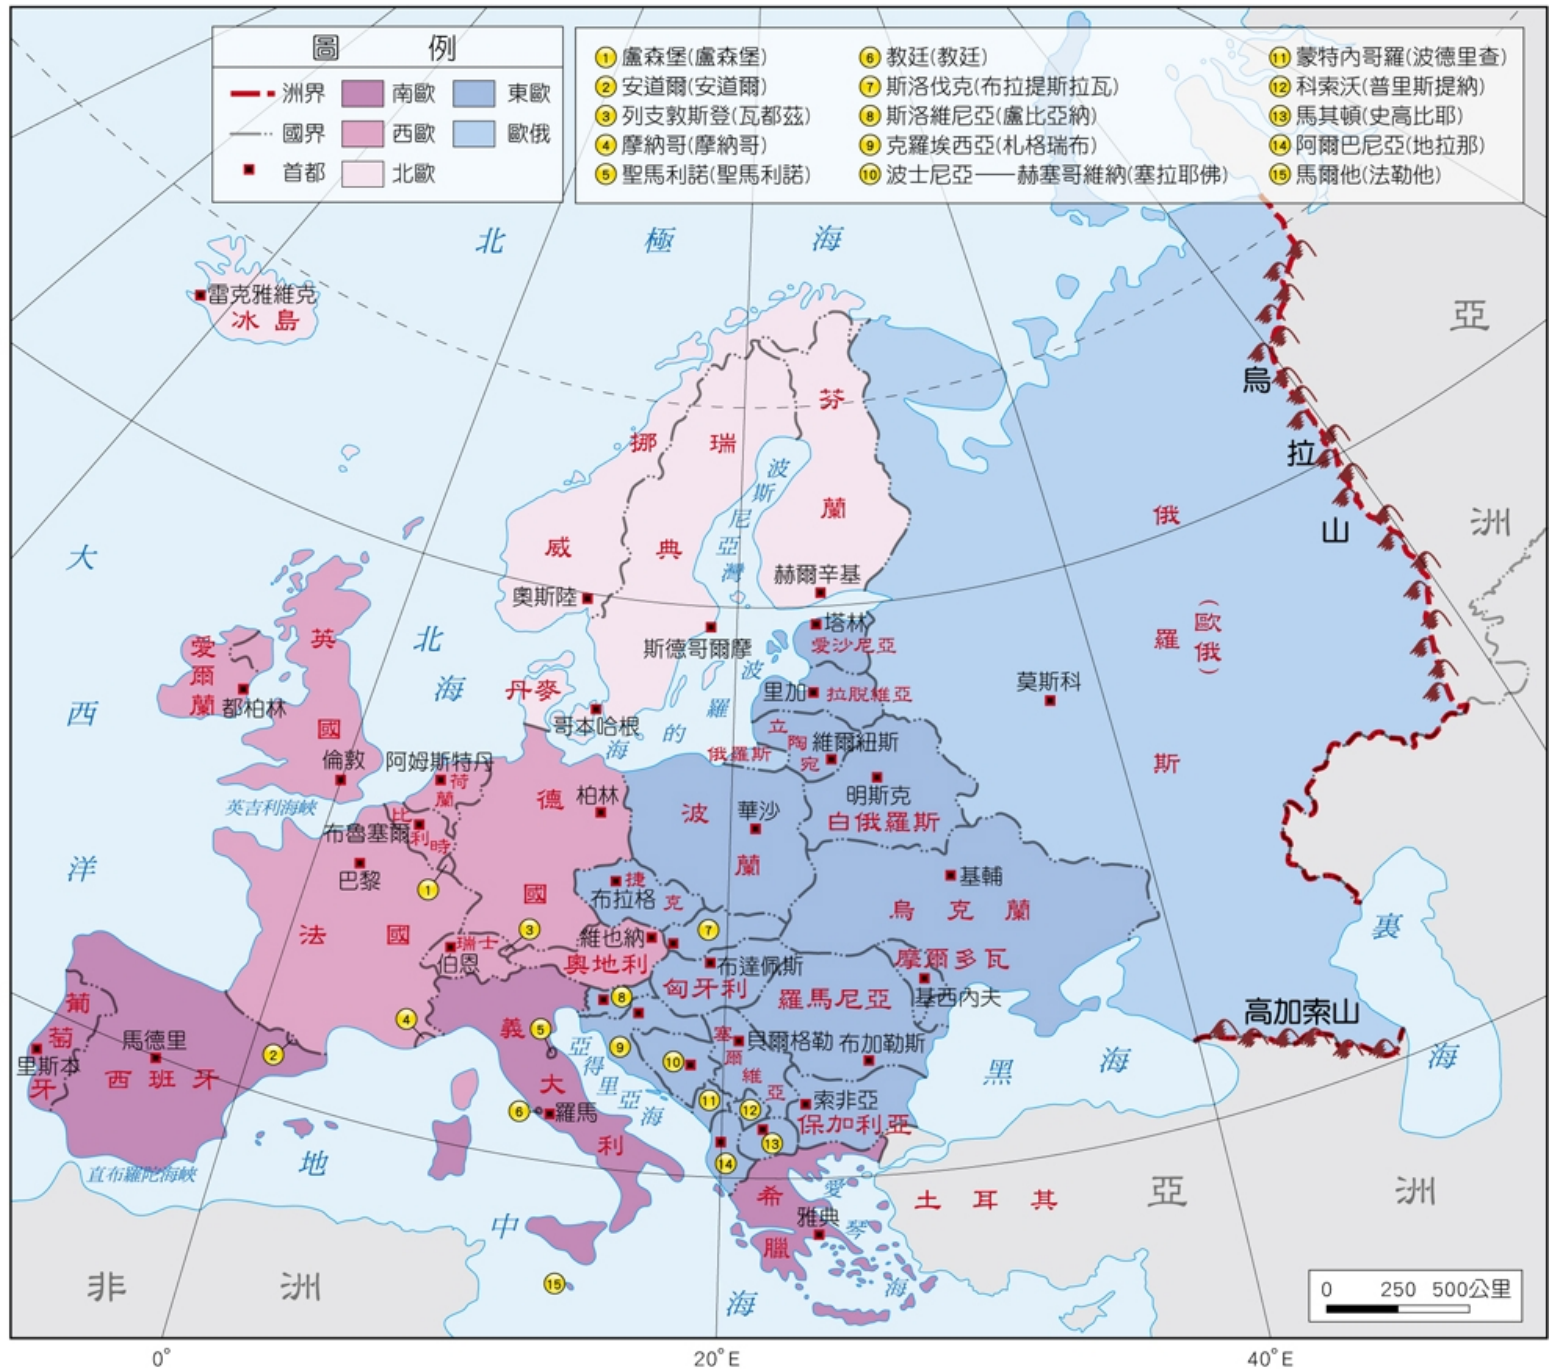 圖例
洲界
南歐
東歐
國界
西歐
歐俄
首都
北歐
1 盧森堡(盧森堡)
2 安道爾(安道爾)
3 列支敦斯登(瓦都茲)
4 摩納哥(摩納哥)
5 聖馬利諾(聖馬利諾)
6 教廷(教廷)
7 斯洛伐克(布拉提斯拉瓦)
8 斯洛維尼亞(盧比亞納)
9 克羅埃西亞(札格瑞布)
10 波士尼亞——赫塞哥維納(塞拉耶佛)
11 蒙特內哥羅(波德里查)
12 科索沃(普里斯提納)
13 馬其頓(史高比耶)
14 阿爾巴尼亞(地拉那)
15 馬爾他(法勒他)
北極海
雷克雅維克
冰島
亞洲
烏拉山
挪威
瑞典
芬蘭
波斯尼亞灣
俄羅斯
(歐俄)
大西洋
奧斯陸
赫爾辛基
斯德哥爾摩
塔林
愛沙尼亞
愛爾蘭
都柏林
英國
北海
丹麥
哥本哈根
波羅的海
里加
拉脫維亞
莫斯科
立陶宛
維爾紐斯
俄羅斯
倫敦
阿姆斯特丹
荷蘭
英吉利海峽
比利時
布魯塞爾
德國
柏林
波蘭
華沙
明斯克
白俄羅斯
巴黎
1
法國
捷克
布拉格
基輔
烏克蘭
裏海
瑞士
伯恩
3
維也納
奧地利
7
布達佩斯
匈牙利
摩爾多瓦
基西內夫
羅馬尼亞
葡萄牙
里斯本
馬德里
西班牙
2
4
義大利
5
8
9
10
亞得里亞海
塞爾維亞
貝爾格勒
布加勒斯
黑海
高加索山
6
羅馬
11
12
索非亞
保加利亞
13
14
直布羅陀海峽
地中海
希臘
雅典
愛琴海
土耳其
亞洲
非洲
15
0 250 500公里
0°
20°E
40°E